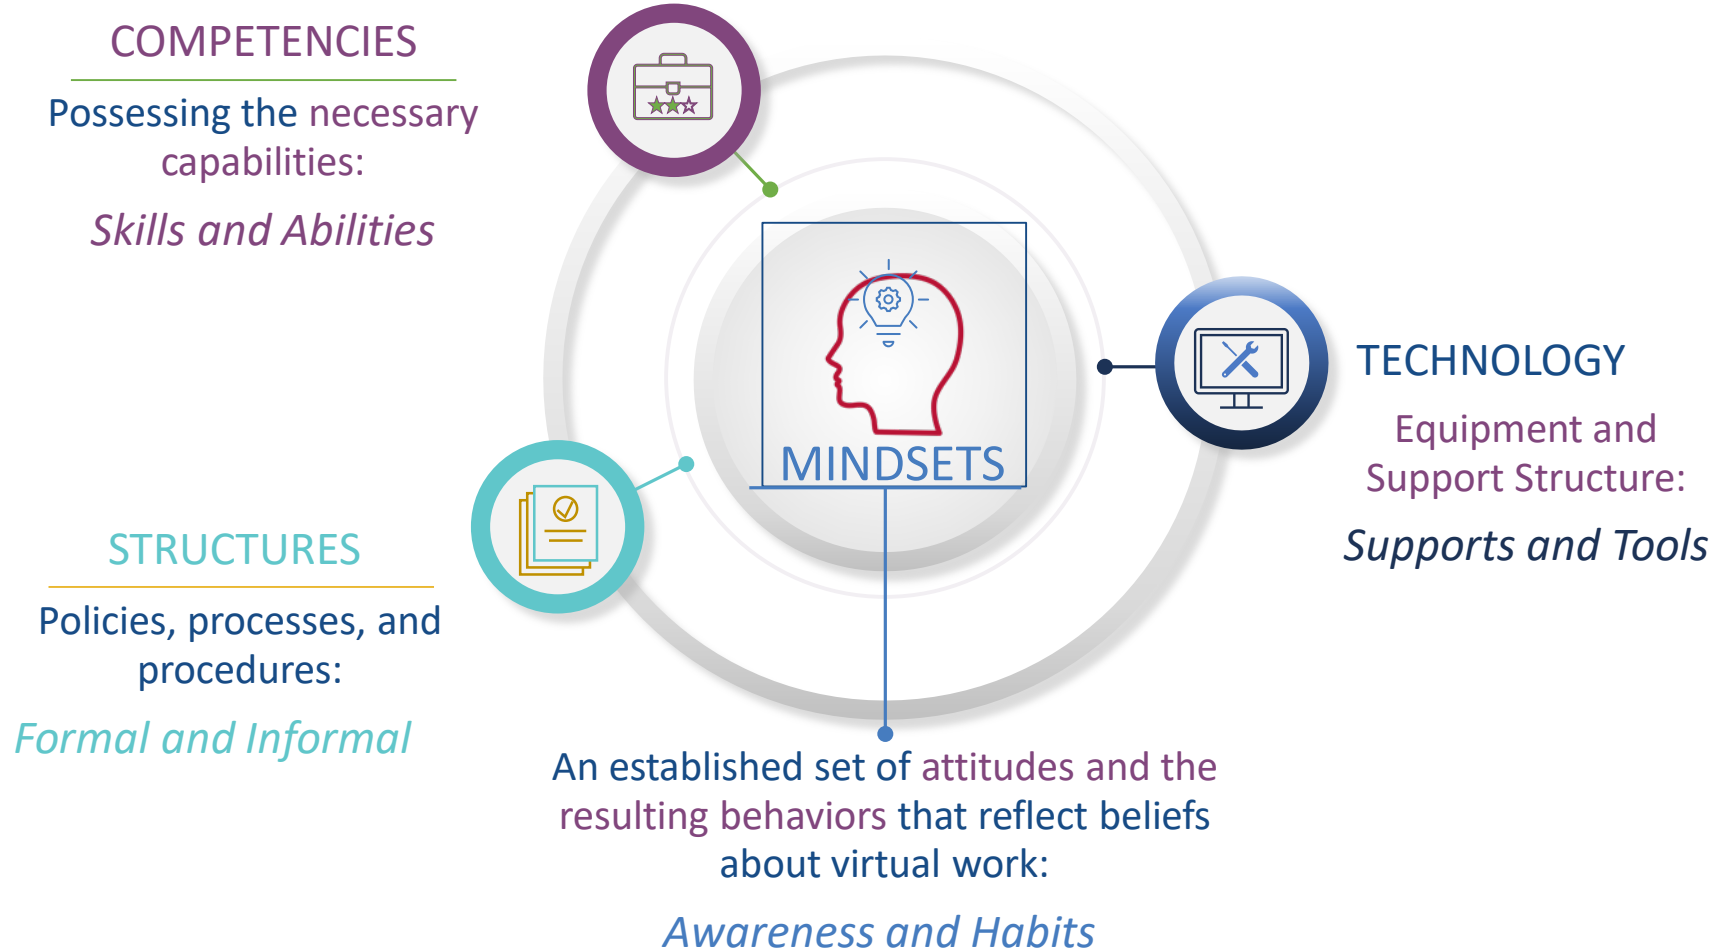 COMPETENCIES
Possessing the necessary
capabilities:
Skills and Abilities
MINDSETS
TECHNOLOGY
Equipment and
Support Structure:
Supports and Tools
STRUCTURES
Policies, processes, and
procedures:
Formal and Informal
An established set of attitudes and the
resulting behaviors that reflect beliefs
about virtual work:
Awareness and Habits